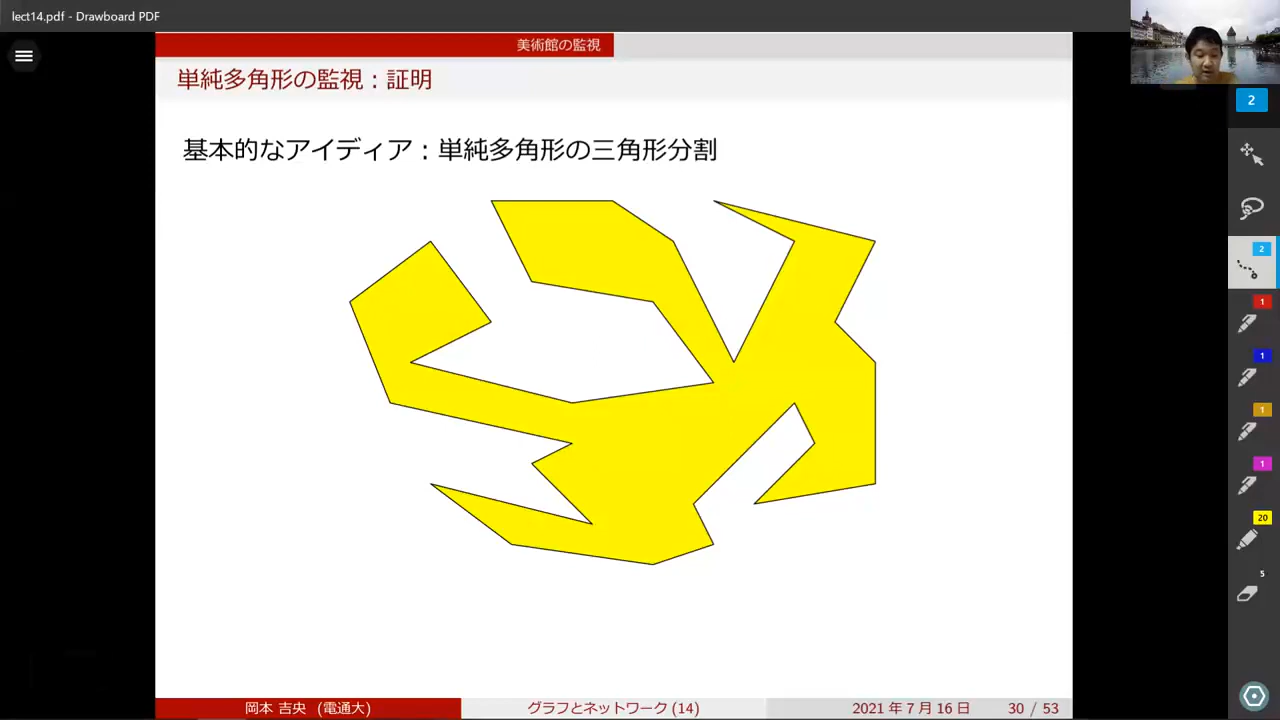 lect14.pdf - Drawboard PDF
美術館の監視
単純多角形の監視：証明
基本的なアイディア：単純多角形の三角形分割
2
2
1
1
1
1
20
5
岡本 吉央 (電通大)
グラフとネットワーク (14)
2021 年 7 月 16 日
30 / 53